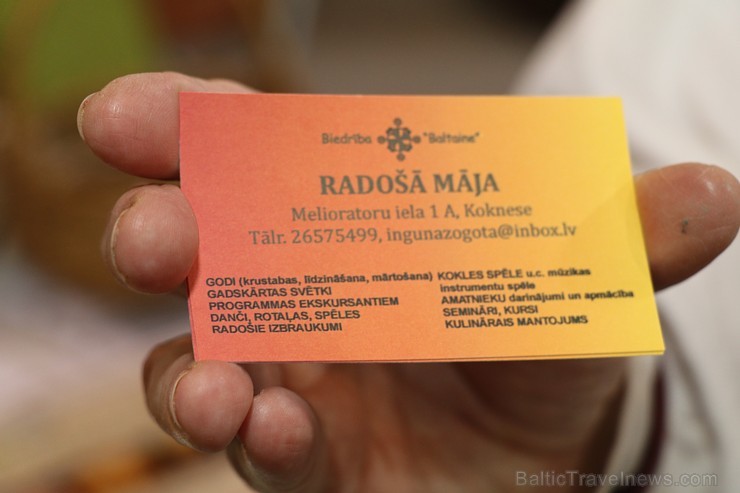 Biedrība "Baltaine"
RADOŠĀ MĀJA
Melioratoru iela 1 A, Koknese
Tālr. 26575499, ingunazogota@inbox.lv
GODI (krustabas, līdzināšana, mārtošana)
GADSKĀRTAS SVĒTKI
PROGRAMMAS EKSKURSANTIEM
DANČI, ROTAĻAS, SPĒLES
RADOŠIE IZBRAUKUMI
KOKLES SPĒLE u.c. mūzikas
instrumentu spēle
AMATNIEKU darinājumi un apmācība
SEMINĀRI, KURSI
KULINĀRAIS MANTOJUMS
BalticTravelnews.com